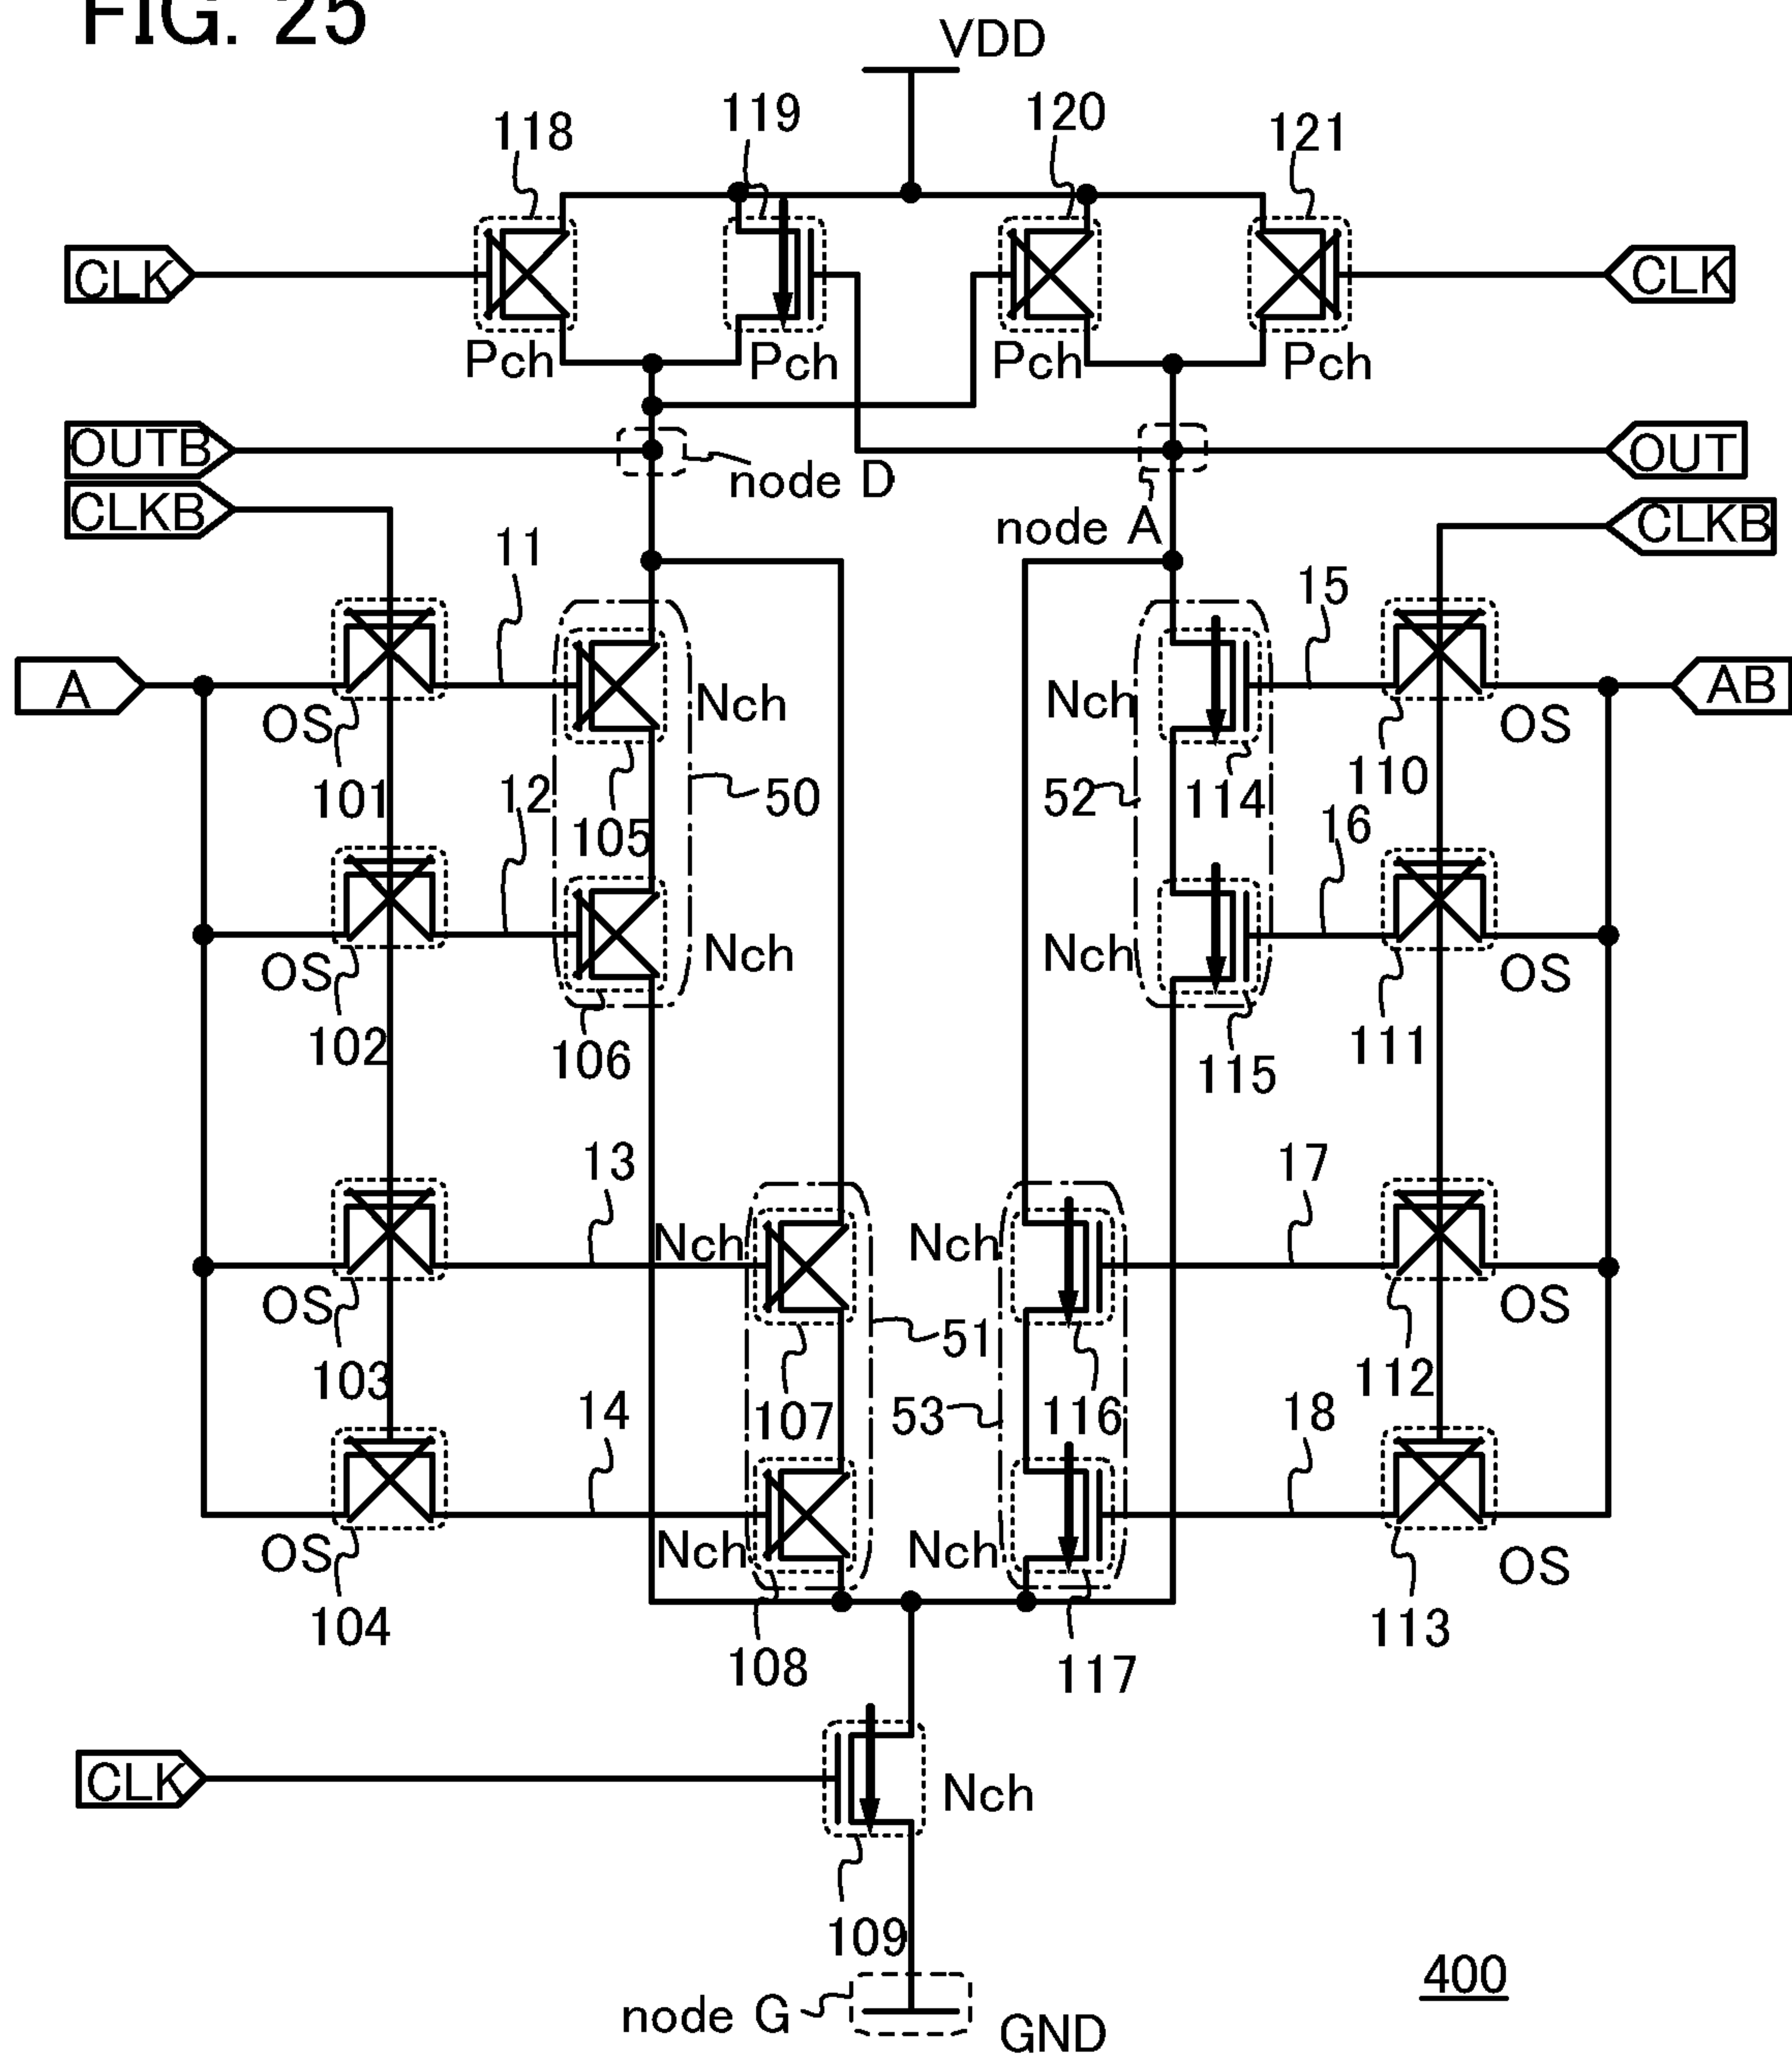 FIG. 25
VDD
118
119
120
121
CLK
CLK
Pch
Pch
Pch
Pch
OUTB
node D
OUT
CLKB
node A
CLKB
11
15
A
Nch
Nch
AB
OS
OS
101
12
105
50
52
114
16
110
OS
Nch
Nch
OS
102
106
115
111
13
17
Nch
Nch
OS
OS
103
51
112
14
107
53
116
18
OS
Nch
Nch
OS
104
108
117
113
CLK
Nch
109
400
node G
GND